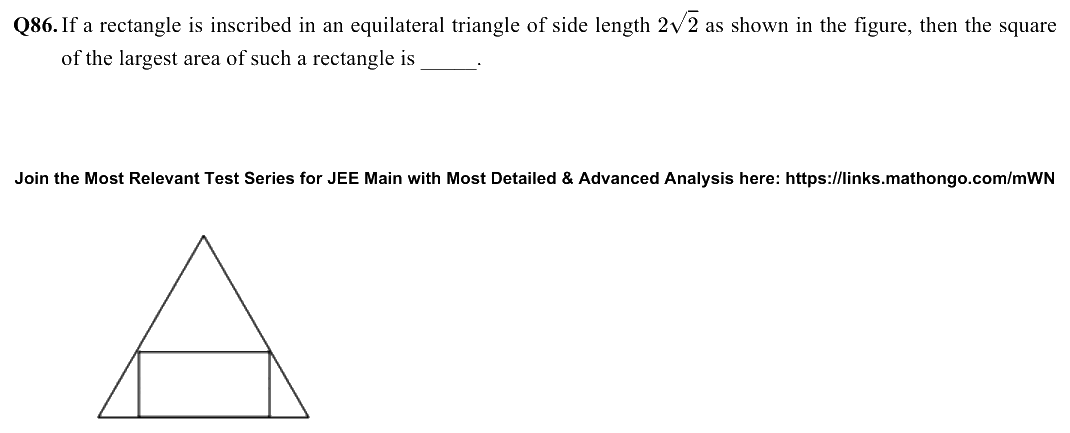 Q86. If a rectangle is inscribed in an equilateral triangle of side length 2√2 as shown in the figure, then the square
of the largest area of such a rectangle is _____.
Join the Most Relevant Test Series for JEE Main with Most Detailed & Advanced Analysis here: https://links.mathongo.com/mWN